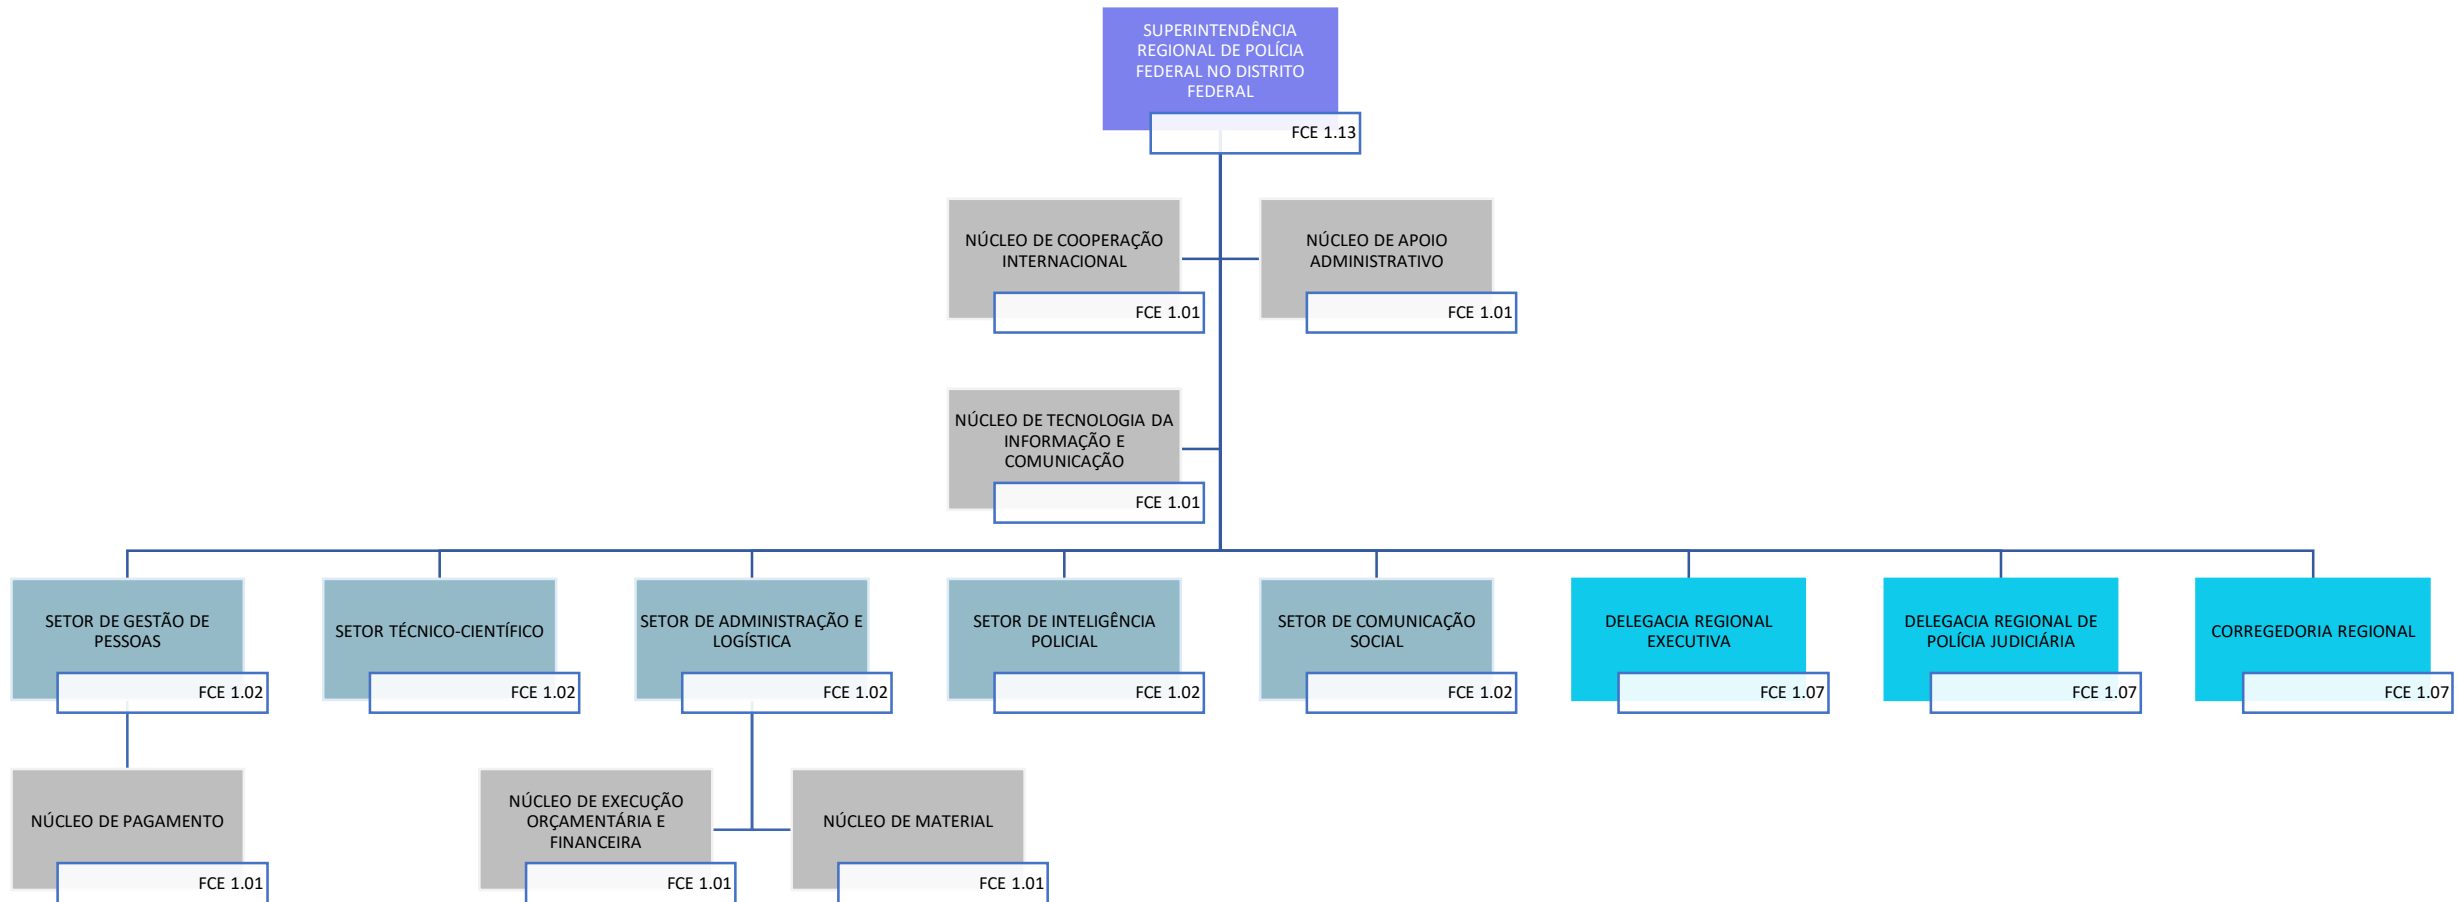 SUPERINTENDÊNCIA
REGIONAL DE POLÍCIA
FEDERAL NO DISTRITO
FEDERAL
FCE 1.13
NÚCLEO DE COOPERAÇÃO
INTERNACIONAL
FCE 1.01
NÚCLEO DE APOIO
ADMINISTRATIVO
FCE 1.01
NÚCLEO DE TECNOLOGIA DA
INFORMAÇÃO E
COMUNICAÇÃO
FCE 1.01
SETOR DE GESTÃO DE
PESSOAS
FCE 1.02
SETOR TÉCNICO-CIENTÍFICO
FCE 1.02
SETOR DE ADMINISTRAÇÃO E
LOGÍSTICA
FCE 1.02
SETOR DE INTELIGÊNCIA
POLICIAL
FCE 1.02
SETOR DE COMUNICAÇÃO
SOCIAL
FCE 1.02
DELEGACIA REGIONAL
EXECUTIVA
FCE 1.07
DELEGACIA REGIONAL DE
POLÍCIA JUDICIÁRIA
FCE 1.07
CORREGEDORIA REGIONAL
FCE 1.07
NÚCLEO DE PAGAMENTO
FCE 1.01
NÚCLEO DE EXECUÇÃO
ORÇAMENTÁRIA E
FINANCEIRA
FCE 1.01
NÚCLEO DE MATERIAL
FCE 1.01